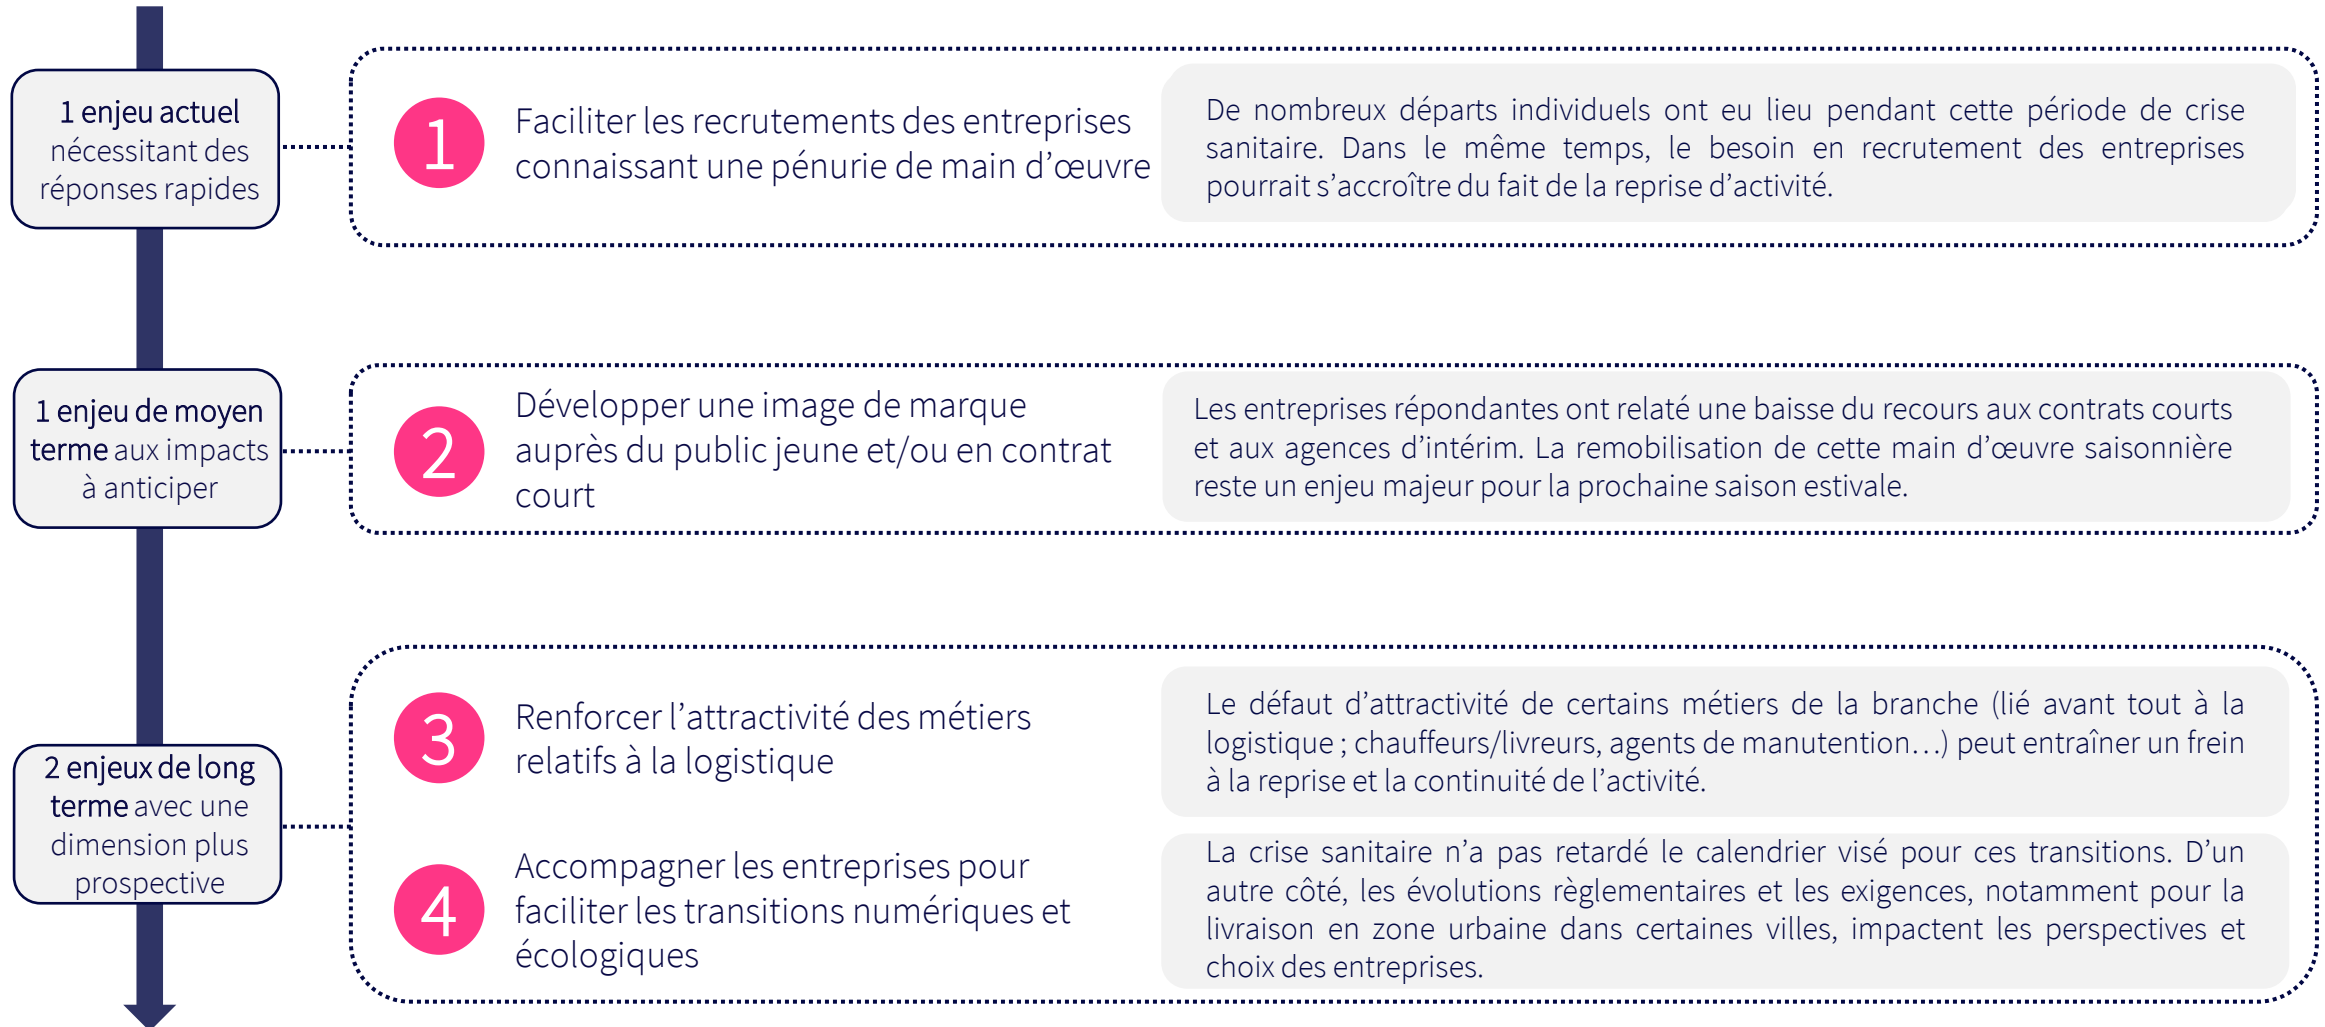 1 enjeu actuel
nécessitant des
réponses rapides
1
Faciliter les recrutements des entreprises
connaissant une pénurie de main d’œuvre
De nombreux départs individuels ont eu lieu pendant cette période de crise
sanitaire. Dans le même temps, le besoin en recrutement des entreprises
pourrait s’accroître du fait de la reprise d’activité.
1 enjeu de moyen
terme aux impacts
à anticiper
2
Développer une image de marque
auprès du public jeune et/ou en contrat
court
Les entreprises répondantes ont relaté une baisse du recours aux contrats courts
et aux agences d’intérim. La remobilisation de cette main d’œuvre saisonnière
reste un enjeu majeur pour la prochaine saison estivale.
2 enjeux de long
terme avec une
dimension plus
prospective
3
Renforcer l’attractivité des métiers
relatifs à la logistique
Le défaut d’attractivité de certains métiers de la branche (lié avant tout à la
logistique ; chauffeurs/livreurs, agents de manutention…) peut entraîner un frein
à la reprise et la continuité de l’activité.
4
Accompagner les entreprises pour
faciliter les transitions numériques et
écologiques
La crise sanitaire n’a pas retardé le calendrier visé pour ces transitions. D’un
autre côté, les évolutions règlementaires et les exigences, notamment pour la
livraison en zone urbaine dans certaines villes, impactent les perspectives et
choix des entreprises.